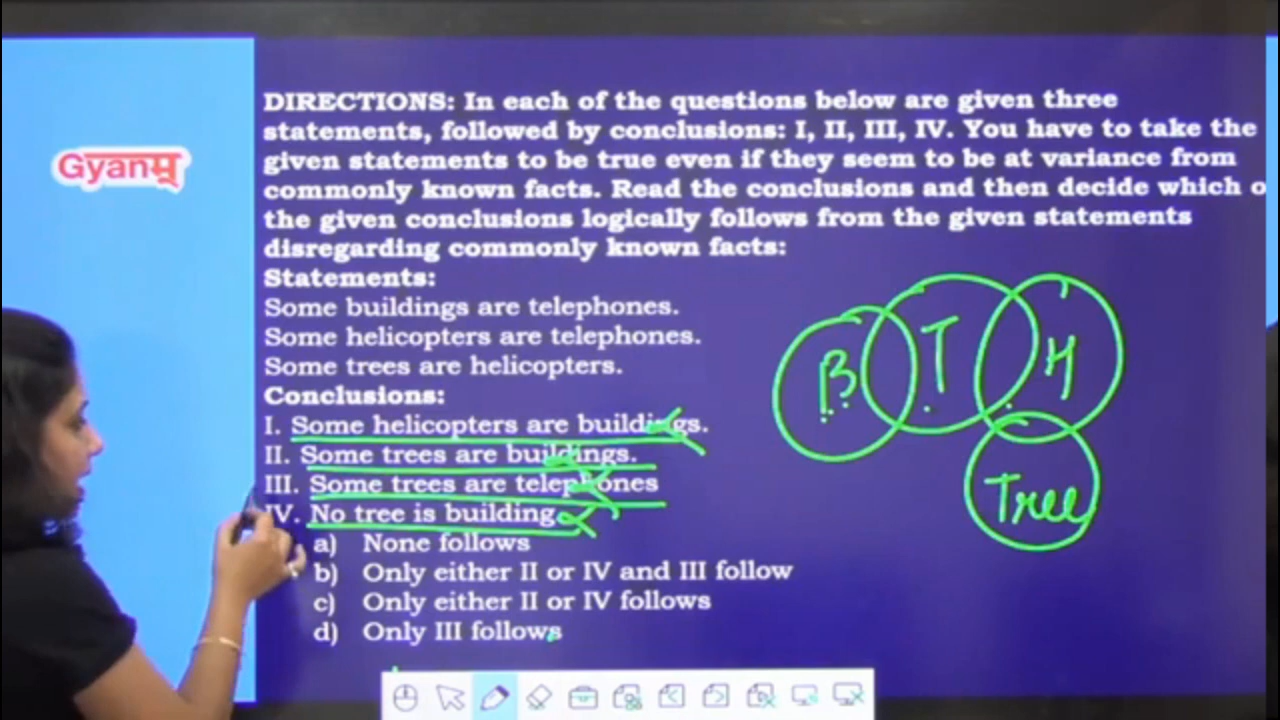 Gyanम्
DIRECTIONS: In each of the questions below are given three
statements, followed by conclusions: I, II, III, IV. You have to take the
given statements to be true even if they seem to be at variance from
commonly known facts. Read the conclusions and then decide which o
the given conclusions logically follows from the given statements
disregarding commonly known facts:
Statements:
Some buildings are telephones.
Some helicopters are telephones.
Some trees are helicopters.
Conclusions:
I. Some helicopters are buildings.
II. Some trees are buildings.
III. Some trees are telephones
IV. No tree is building
a) None follows
b) Only either II or IV and III follow
c) Only either II or IV follows
d) Only III follows
B T H
Tree